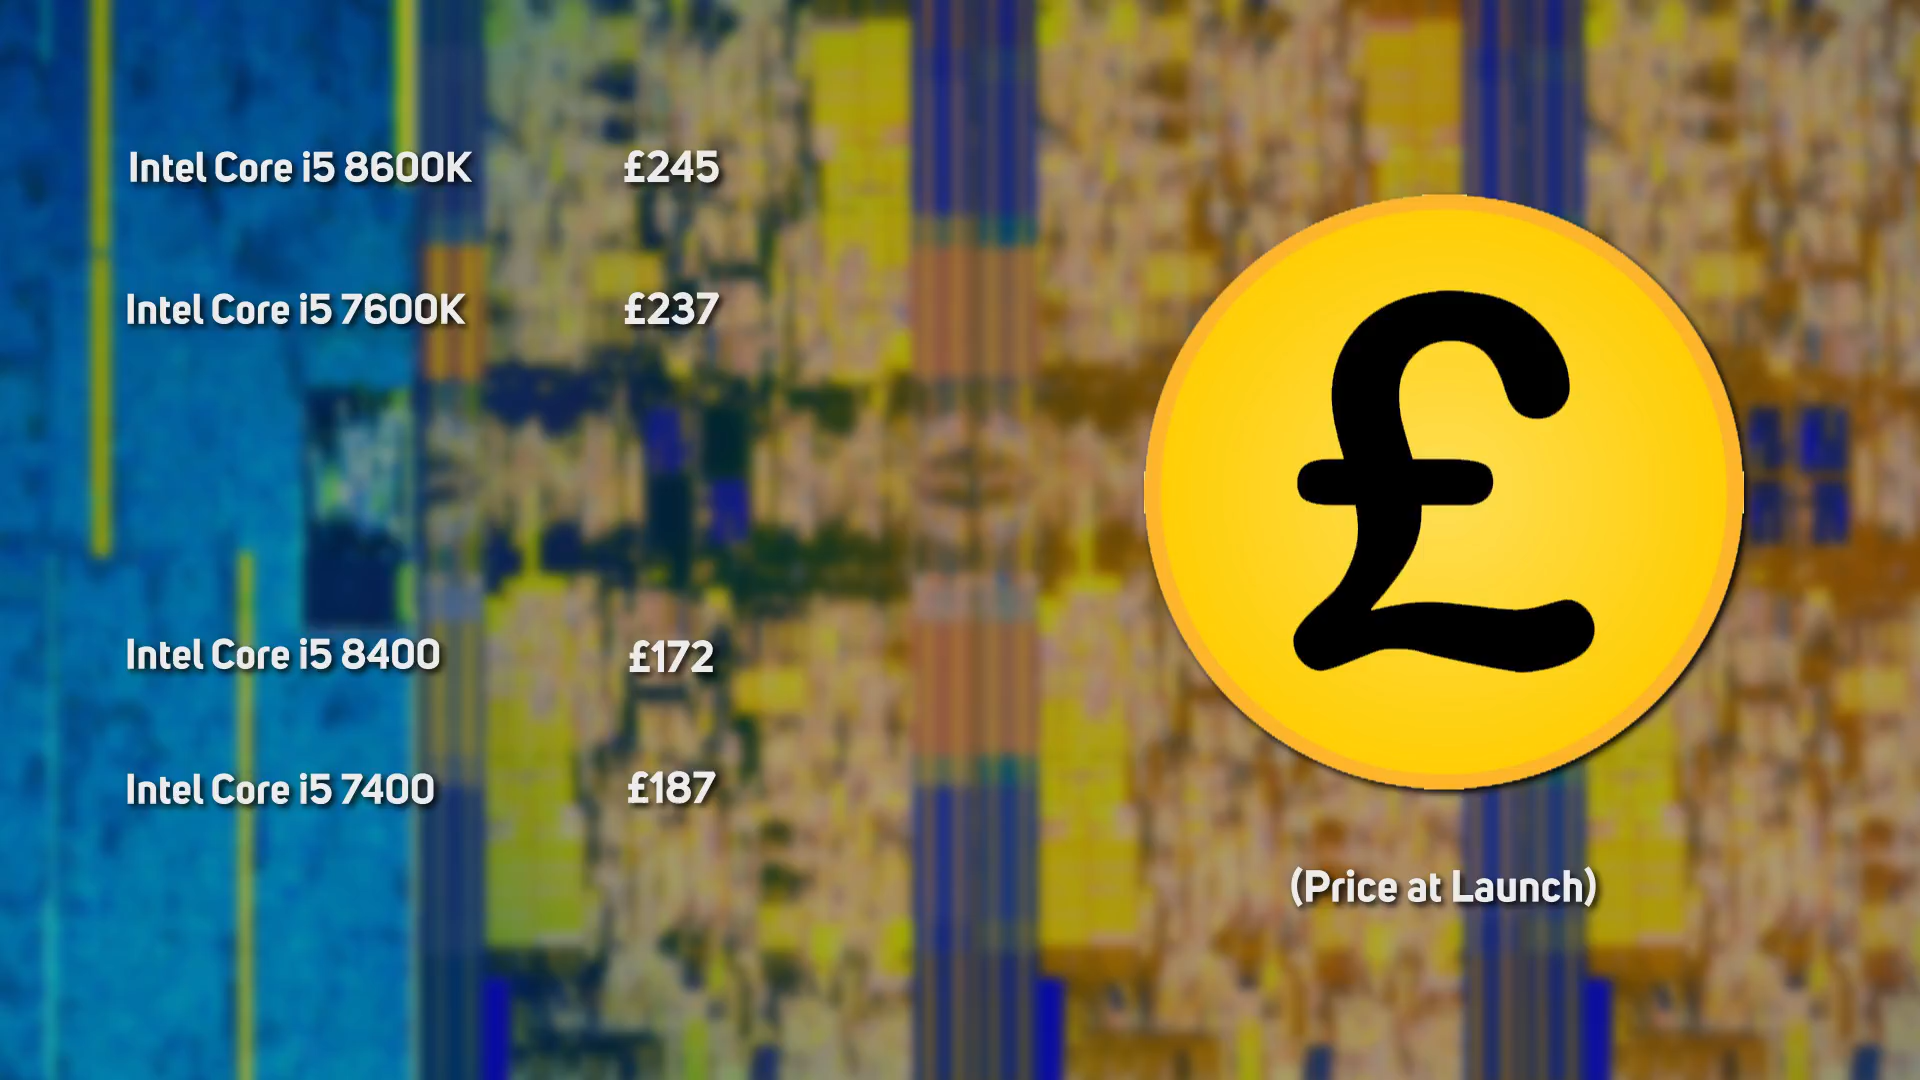 Intel Core i5 8600K £245
Intel Core i5 7600K £237
£
Intel Core i5 8400 £172
Intel Core i5 7400 £187
(Price at Launch)